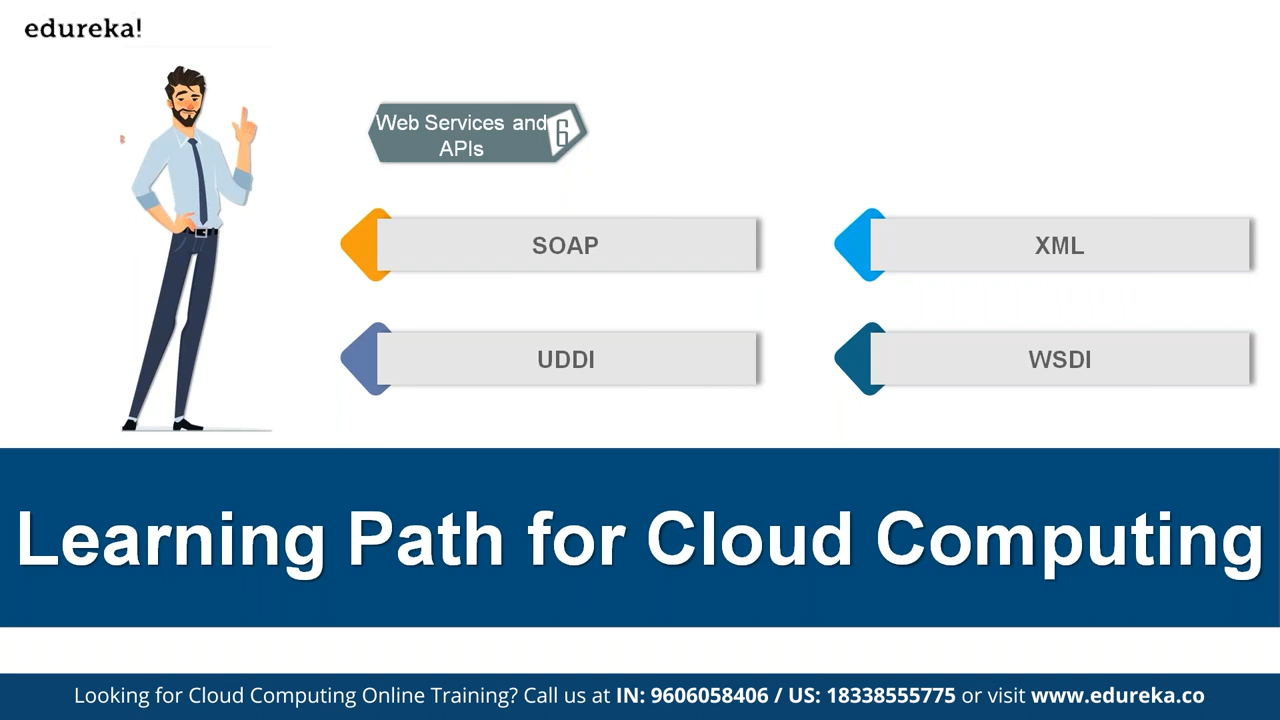 edureka!
Web Services and
APIs
6
SOAP
XML
UDDI
WSDI
Learning Path for Cloud Computing
Looking for Cloud Computing Online Training? Call us at IN: 9606058406 / US: 18338555775 or visit www.edureka.co